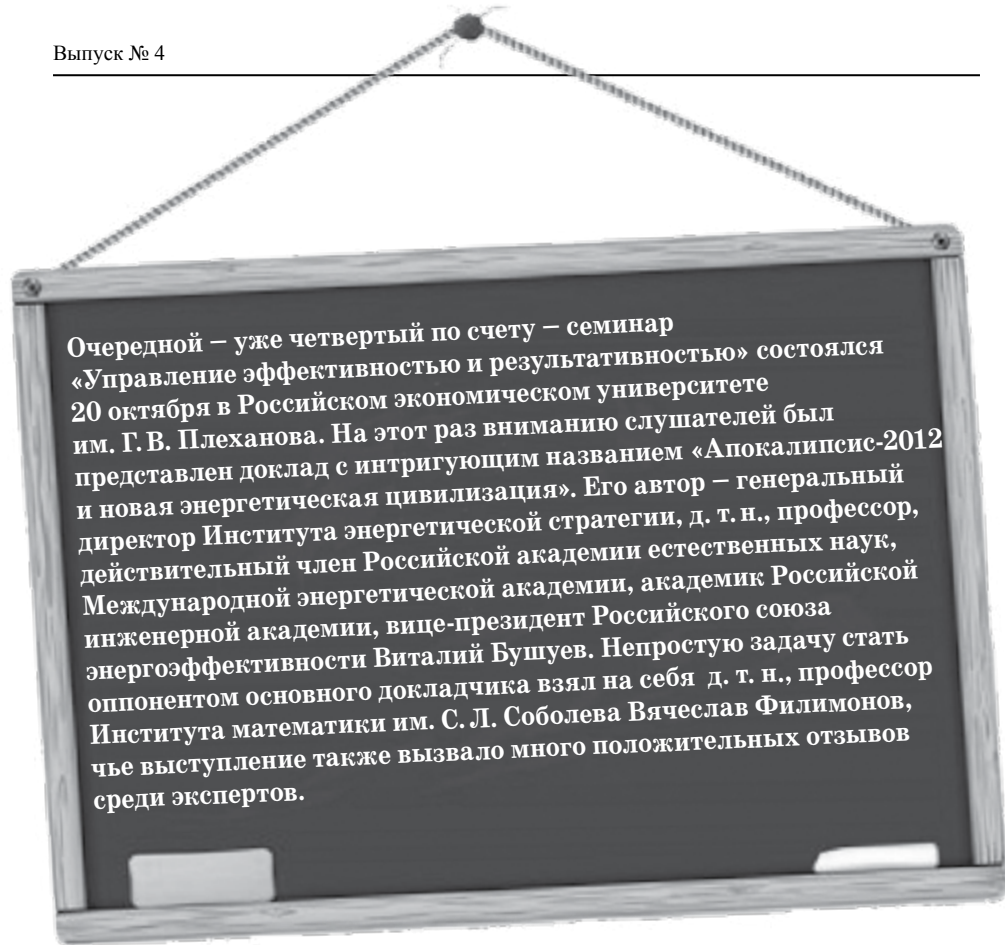 Выпуск № 4
Очередной – уже четвертый по счету – семинар
«Управление эффективностью и результативностью» состоялся
20 октября в Российском экономическом университете
им. Г. В. Плеханова. На этот раз вниманию слушателей был
представлен доклад с интригующим названием «Апокалипсис-2012
и новая энергетическая цивилизация». Его автор – генеральный
директор Института энергетической стратегии, д. т. н., профессор,
действительный член Российской академии естественных наук,
Международной энергетической академии, академик Российской
инженерной академии, вице-президент Российского союза
энергоэффективности Виталий Бушуев. Непростую задачу стать
оппонентом основного докладчика взял на себя д. т. н., профессор
Института математики им. С. Л. Соболева Вячеслав Филимонов,
чье выступление также вызвало много положительных отзывов
среди экспертов.